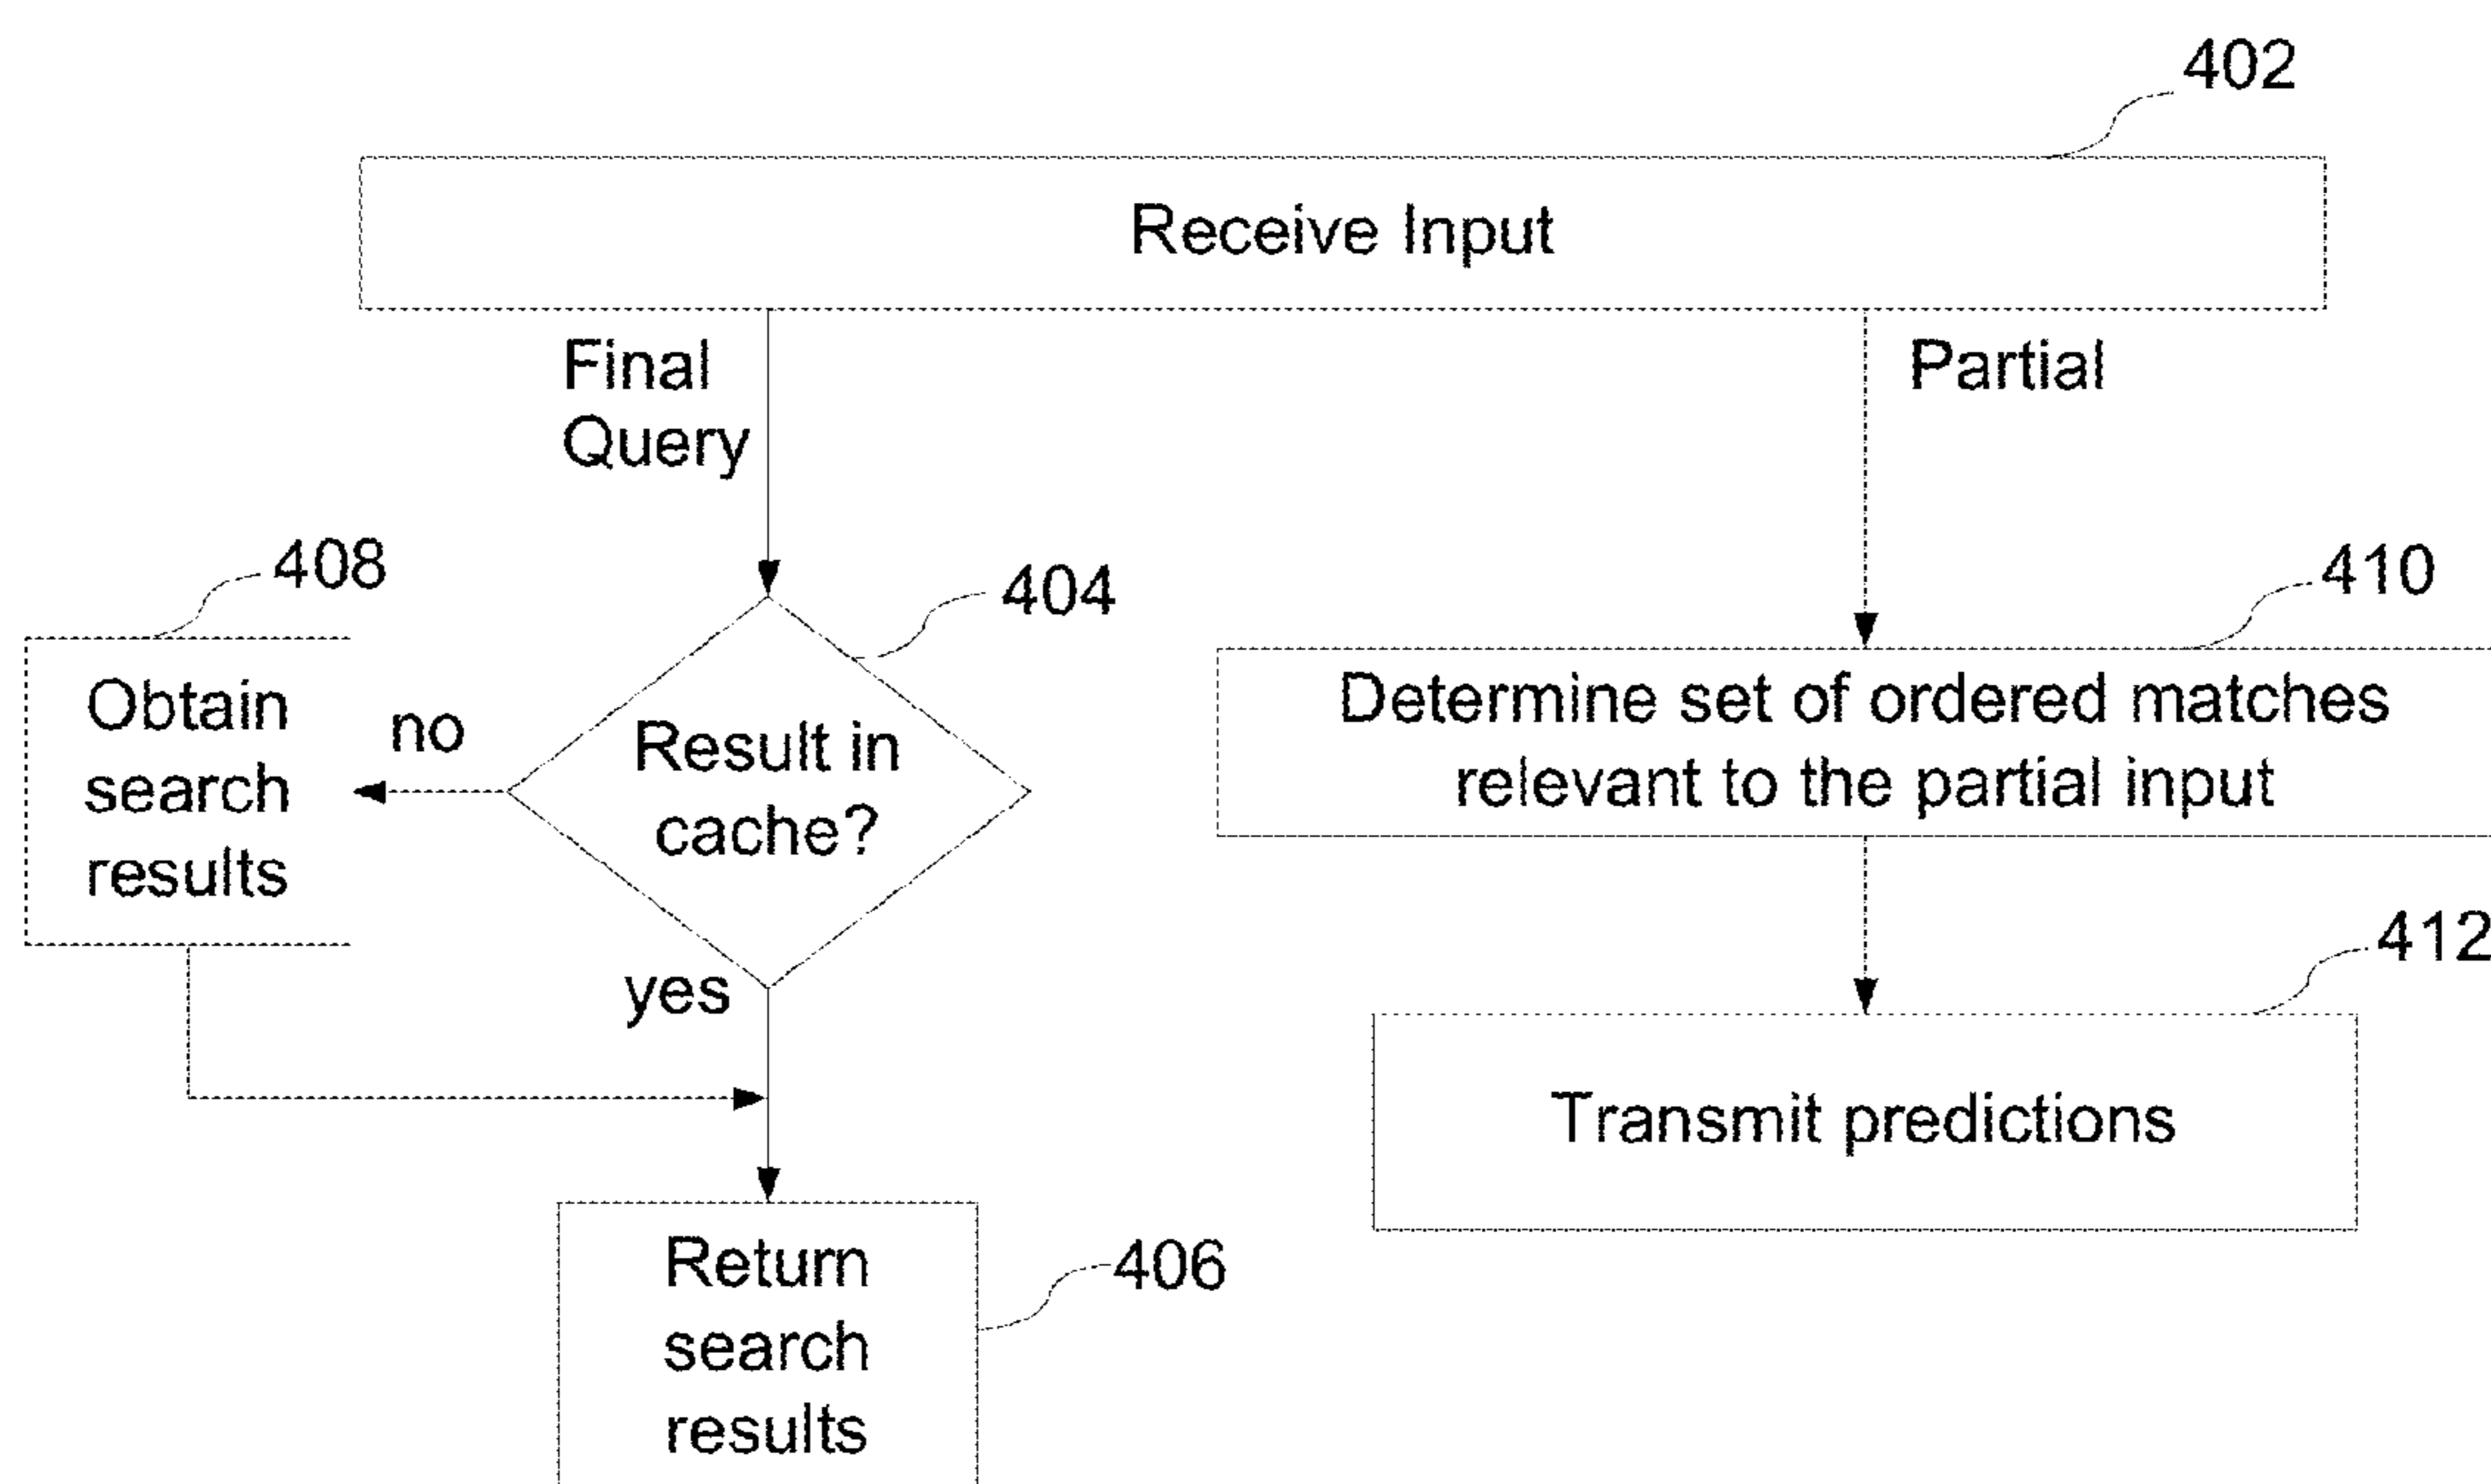 402
Receive Input
Final
Query
Partial
408
404
410
Obtain
search
results
no
Result in
cache?
yes
Determine set of ordered matches
relevant to the partial input
412
Transmit predictions
Return
search
results
406